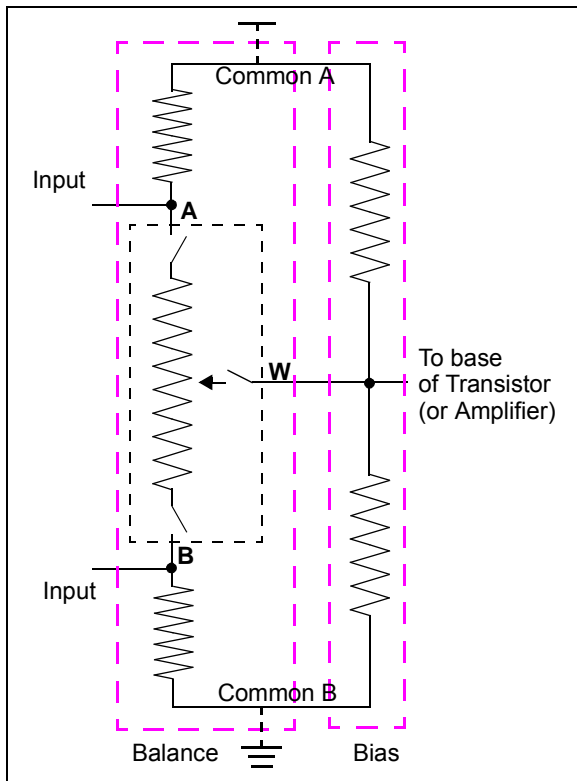 Common A
Input
A
W
To base
of Transistor
(or Amplifier)
B
Input
Common B
Balance
Bias